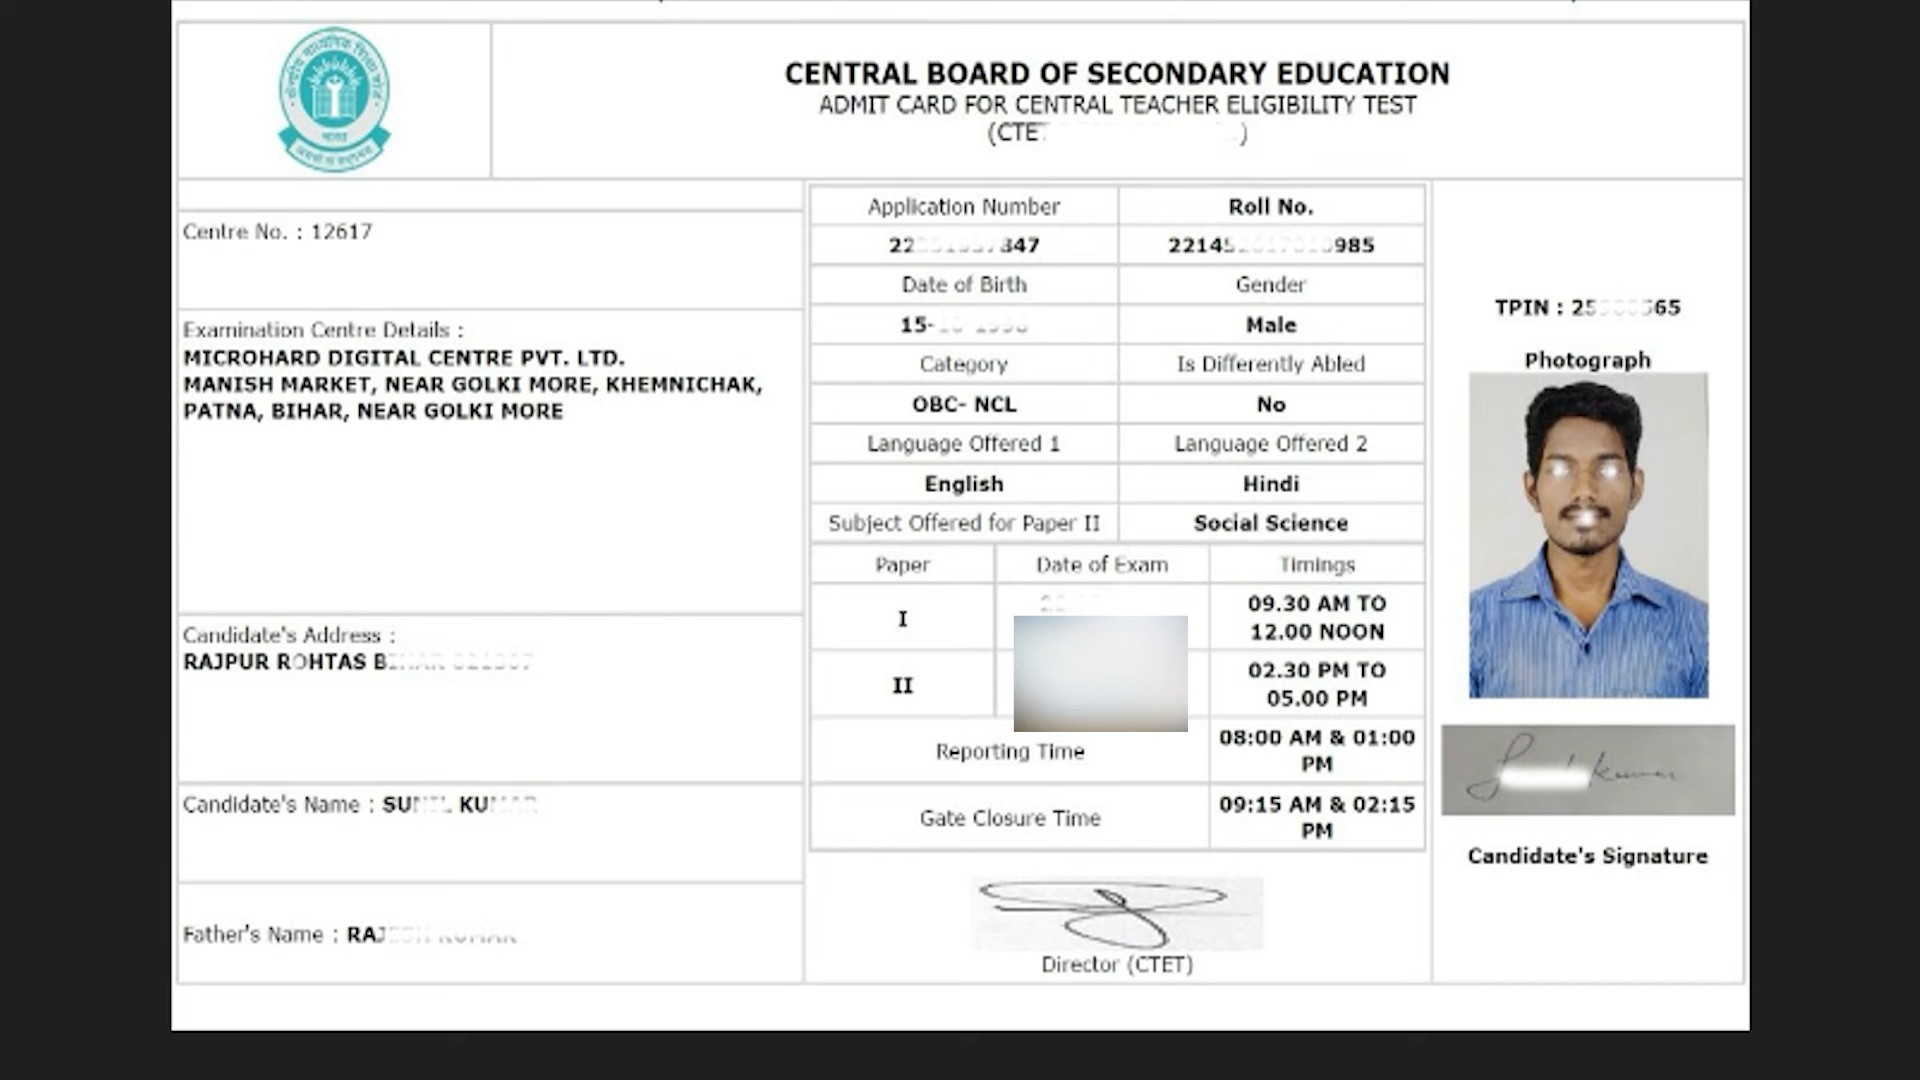 CENTRAL BOARD OF SECONDARY EDUCATION
ADMIT CARD FOR CENTRAL TEACHER ELIGIBILITY TEST
(CTET
Centre No. : 12617
Examination Centre Details :
MICROHARD DIGITAL CENTRE PVT. LTD.
MANISH MARKET, NEAR GOLKI MORE, KHEMNICHAK,
PATNA, BIHAR, NEAR GOLKI MORE
Candidate's Address :
RAJPUR ROHTAS
Candidate's Name :
Father's Name :
Application Number Roll No.
Date of Birth Gender
15- Male
Category Is Differently Abled
OBC- NCL No
Language Offered 1 Language Offered 2
English Hindi
Subject Offered for Paper II Social Science
Paper Date of Exam Timings
I 09.30 AM TO
12.00 NOON
II 02.30 PM TO
05.00 PM
Reporting Time 08:00 AM & 01:00
PM
Gate Closure Time 09:15 AM & 02:15
PM
Director (CTET)
TPIN :
Photograph
kumar
Candidate's Signature